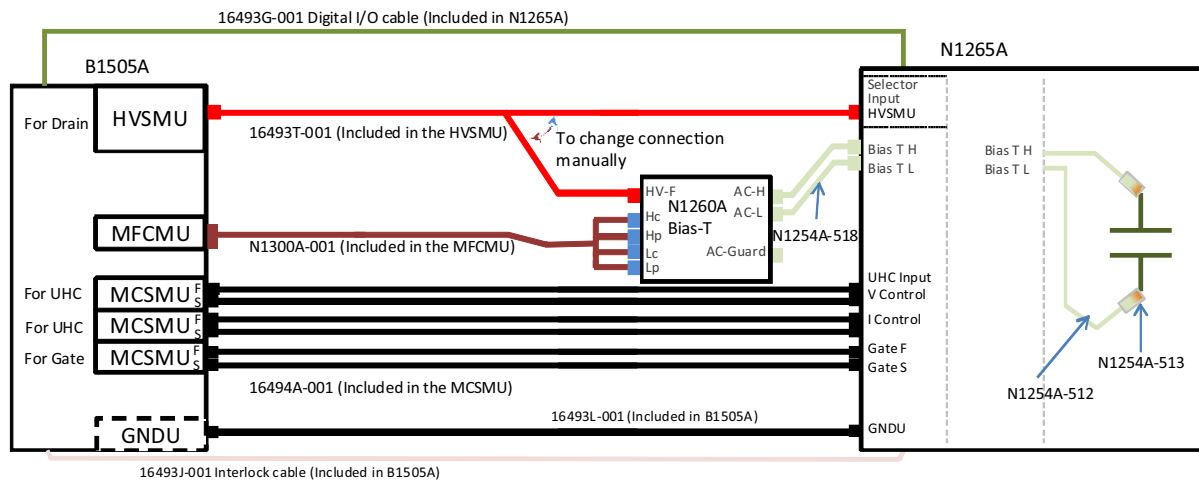 16493G-001 Digital I/O cable (Included in N1265A)
B1505A
N1265A
For Drain
HVSMU
Selector
Input
HVSMU
16493T-001 (Included in the HVSMU)
To change connection
manually
Bias T H
Bias T L
Bias T H
Bias T L
HV-F
AC-H
N1260A
Bias-T
Hc
AC-L
Hp
Lc
AC-Guard
Lp
N1254A-518
MFCMU
N1300A-001 (Included in the MFCMU)
For UHC
MCSMU
F
S
UHC Input
V Control
For UHC
MCSMU
F
S
I Control
For Gate
MCSMU
F
S
Gate F
Gate S
16494A-001 (Included in the MCSMU)
N1254A-513
N1254A-512
16493L-001 (Included in B1505A)
GNDU
GNDU
16493J-001 Interlock cable (Included in B1505A)